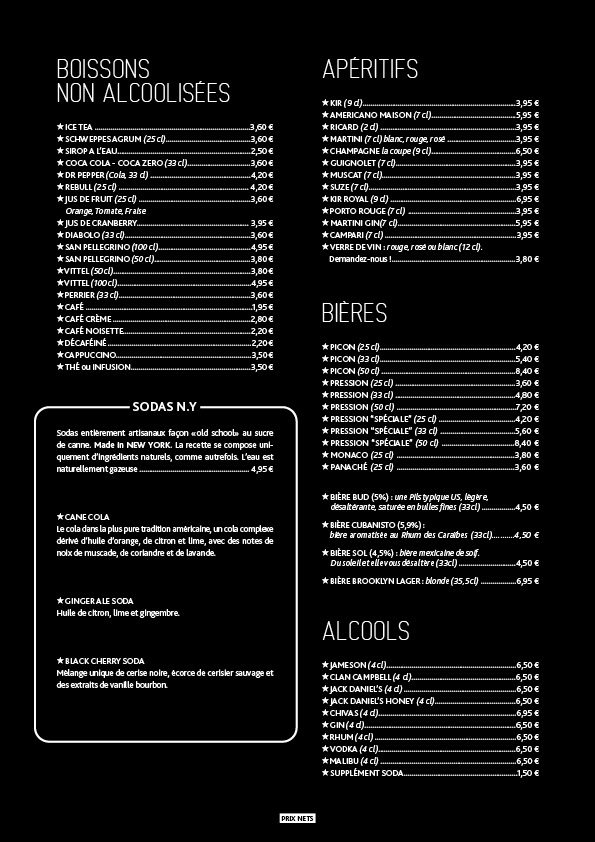 BOISSONS
NON ALCOOLISÉES
★ICE TEA ........ 3,60 €
★SCHWEPPES AGRUM (25 cl) ........ 3,60 €
★SIROP A L'EAU ........ 2,50 €
★COCA COLA - COCA ZERO (33 cl) ........ 3,60 €
★DR PEPPER (Cola, 33 cl) ........ 4,20 €
★REBULL (25 cl) ........ 4,20 €
★JUS DE FRUIT (25 cl) ........ 3,60 €
Orange, Tomate, Fraise
★JUS DE CRANBERRY ........ 3,95 €
★DIABOLO (33 cl) ........ 3,60 €
★SAN PELLEGRINO (100 cl) ........ 4,95 €
★SAN PELLEGRINO (50 cl) ........ 3,80 €
★VITTEL (50 cl) ........ 3,80 €
★VITTEL (100 cl) ........ 4,95 €
★PERRIER (33 cl) ........ 3,60 €
★CAFÉ ........ 1,95 €
★CAFÉ CRÈME ........ 2,80 €
★CAFÉ NOISETTE ........ 2,20 €
★DÉCAFÉINÉ ........ 2,20 €
★CAPPUCCINO ........ 3,50 €
★THÉ ou INFUSION ........ 3,50 €
SODAS N.Y
Sodas entièrement artisanaux façon «old school» au sucre
de canne. Made in NEW YORK. La recette se compose uni-
quement d'ingrédients naturels, comme autrefois. L'eau est
naturellement gazeuse ........ 4,95 €
★CANE COLA
Le cola dans la plus pure tradition américaine, un cola complexe
dérivé d'huile d'orange, de citron et lime, avec des notes de
noix de muscade, de coriandre et de lavande.
★GINGER ALE SODA
Huile de citron, lime et gingembre.
★BLACK CHERRY SODA
Mélange unique de cerise noire, écorce de cerisier sauvage et
des extraits de vanille bourbon.
APÉRITIFS
★KIR (9 cl) ........ 3,95 €
★AMERICANO MAISON (7 cl) ........ 5,95 €
★RICARD (2 cl) ........ 3,95 €
★MARTINI (7 cl) blanc, rouge, rosé ........ 3,95 €
★CHAMPAGNE la coupe (9 cl) ........ 6,50 €
★GUIGNOLET (7 cl) ........ 3,95 €
★MUSCAT (7 cl) ........ 3,95 €
★SUZE (7 cl) ........ 3,95 €
★KIR ROYAL (9 cl) ........ 6,95 €
★PORTO ROUGE (7 cl) ........ 3,95 €
★MARTINI GIN (7 cl) ........ 5,95 €
★CAMPARI (7 cl) ........ 3,95 €
★VERRE DE VIN : rouge, rosé ou blanc (12 cl).
Demandez-nous ! ........ 3,80 €
BIÈRES
★PICON (25 cl) ........ 4,20 €
★PICON (33 cl) ........ 5,40 €
★PICON (50 cl) ........ 8,40 €
★PRESSION (25 cl) ........ 3,60 €
★PRESSION (33 cl) ........ 4,80 €
★PRESSION (50 cl) ........ 7,20 €
★PRESSION "SPÉCIALE" (25 cl) ........ 4,20 €
★PRESSION "SPÉCIALE" (33 cl) ........ 5,60 €
★PRESSION "SPÉCIALE" (50 cl) ........ 8,40 €
★MONACO (25 cl) ........ 3,80 €
★PANACHÉ (25 cl) ........ 3,60 €
★BIÈRE BUD (5%) : une Pils typique US, légère,
désaltérante, saturée en bulles fines (33cl) ........ 4,50 €
★BIÈRE CUBANISTO (5,9%) :
bière aromatisée au Rhum des Caraïbes (33cl) ........ 4,50 €
★BIÈRE SOL (4,5%) : bière mexicaine de soif.
Du soleil et elle vous désaltère (33cl) ........ 4,50 €
★BIÈRE BROOKLYN LAGER : blonde (35,5cl) ........ 6,95 €
ALCOOLS
★JAMESON (4 cl) ........ 6,50 €
★CLAN CAMPBELL (4 cl) ........ 6,50 €
★JACK DANIEL'S (4 cl) ........ 6,50 €
★JACK DANIEL'S HONEY (4 cl) ........ 6,50 €
★CHIVAS (4 cl) ........ 6,95 €
★GIN (4 cl) ........ 6,50 €
★RHUM (4 cl) ........ 6,50 €
★VODKA (4 cl) ........ 6,50 €
★MALIBU (4 cl) ........ 6,50 €
★SUPPLÉMENT SODA ........ 1,50 €
PRIX NETS